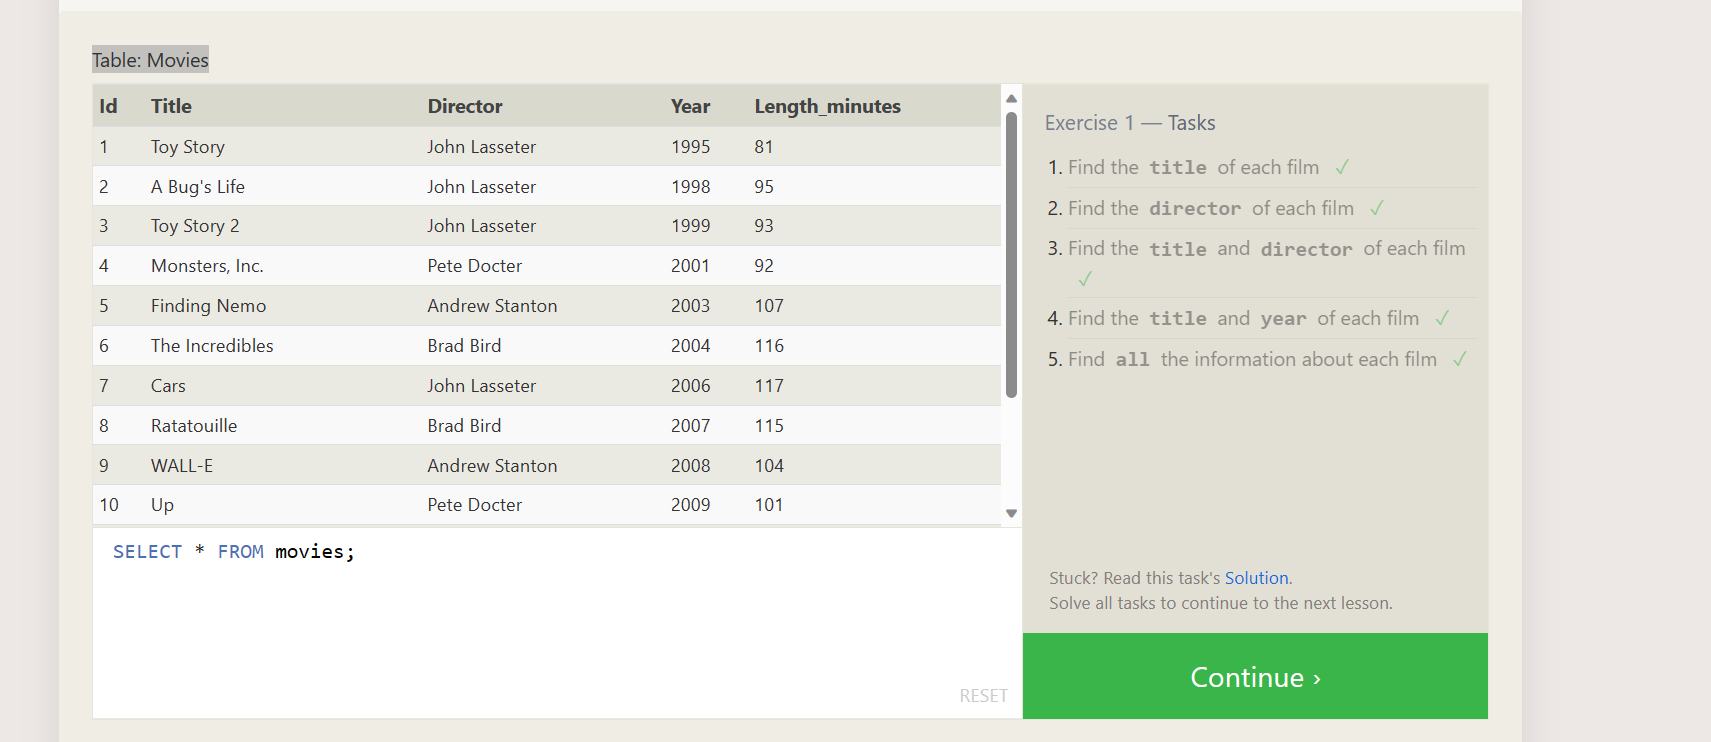 Table: Movies
Id Title Director Year Length_minutes
1 Toy Story John Lasseter 1995 81
2 A Bug's Life John Lasseter 1998 95
3 Toy Story 2 John Lasseter 1999 93
4 Monsters, Inc. Pete Docter 2001 92
5 Finding Nemo Andrew Stanton 2003 107
6 The Incredibles Brad Bird 2004 116
7 Cars John Lasseter 2006 117
8 Ratatouille Brad Bird 2007 115
9 WALL-E Andrew Stanton 2008 104
10 Up Pete Docter 2009 101
SELECT * FROM movies;
RESET
Exercise 1 — Tasks
1. Find the title of each film ✓
2. Find the director of each film ✓
3. Find the title and director of each film
✓
4. Find the title and year of each film ✓
5. Find all the information about each film ✓
Stuck? Read this task's Solution.
Solve all tasks to continue to the next lesson.
Continue ›